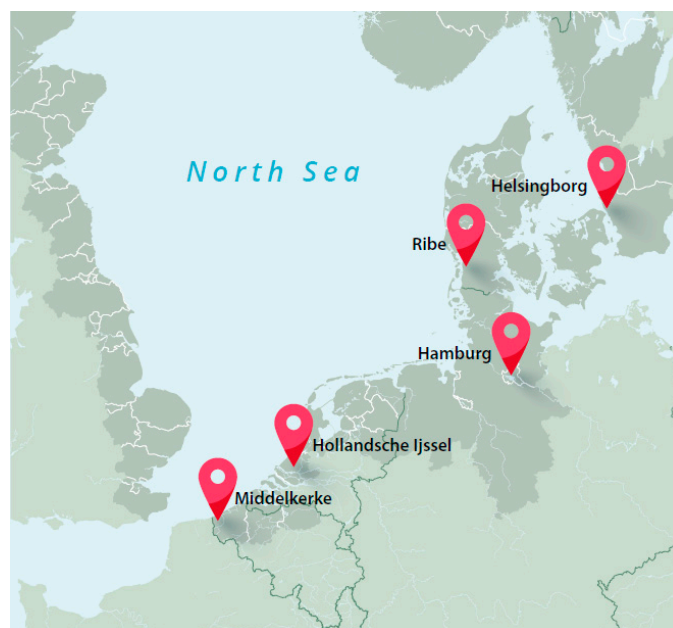 North Sea
Helsingborg
Ribe
Hamburg
Hollandsche Ijssel
Middelkerke